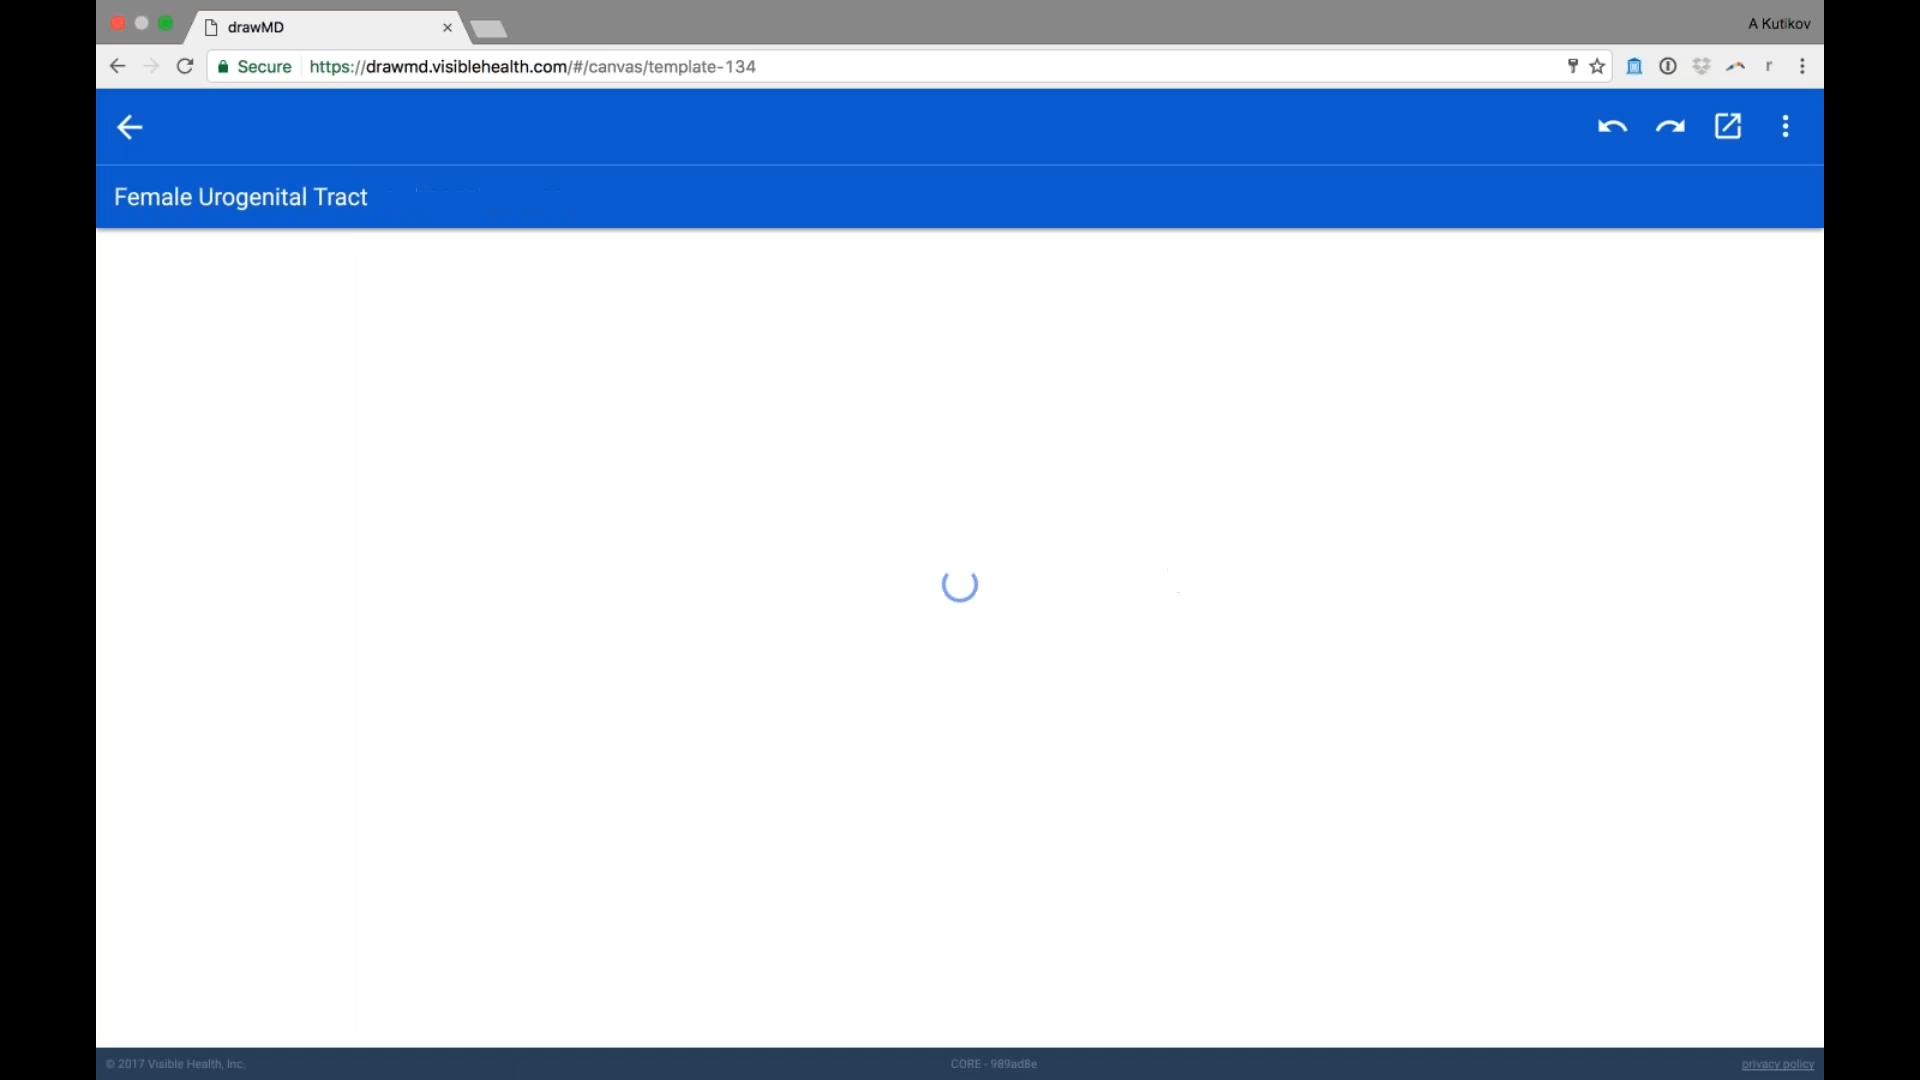 drawMD
A Kutikov
Secure https://drawmd.visiblehealth.com/#/canvas/template-134
r
Female Urogenital Tract
© 2017 Visible Health, Inc.
CORE - 989ad8e
privacy policy